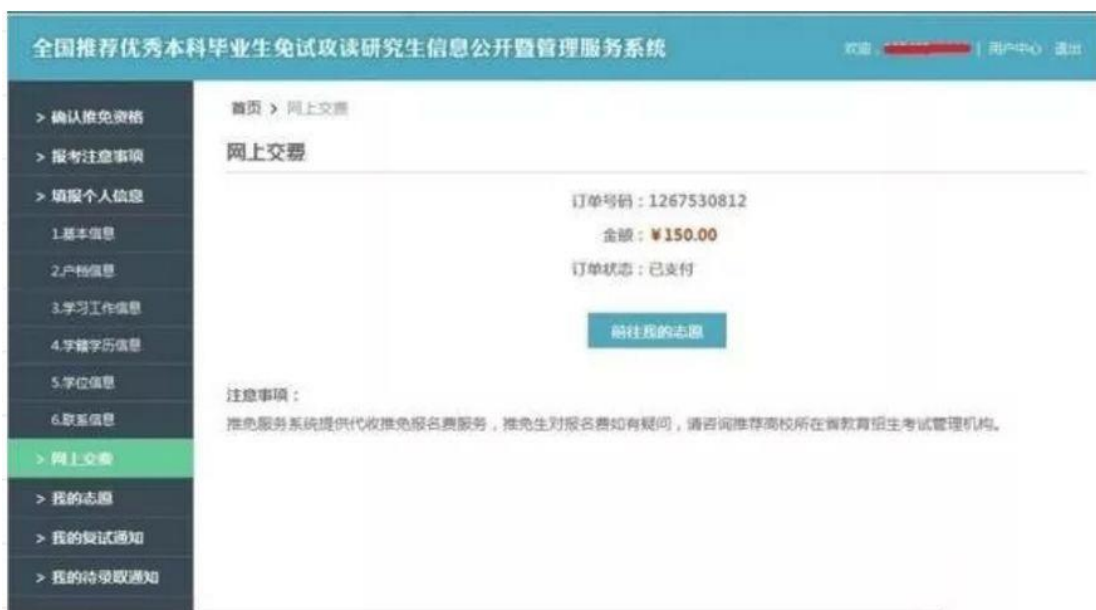 全国推荐优秀本科毕业生免试攻读研究生信息公开暨管理服务系统
欢迎， | 用户中心 退出
> 确认推免资格
> 报考注意事项
> 填报个人信息
1.基本信息
2.户档信息
3.学习工作信息
4.学籍学历信息
5.学位信息
6.联系信息
> 网上交费
> 我的志愿
> 我的复试通知
> 我的待录取通知
首页 > 网上交费
网上交费
订单号码：1267530812
金额：¥150.00
订单状态：已支付
前往我的志愿
注意事项：
推免服务系统提供代收推免报名费服务，推免生对报名费如有疑问，请咨询推荐高校所在省教育招生考试管理机构。